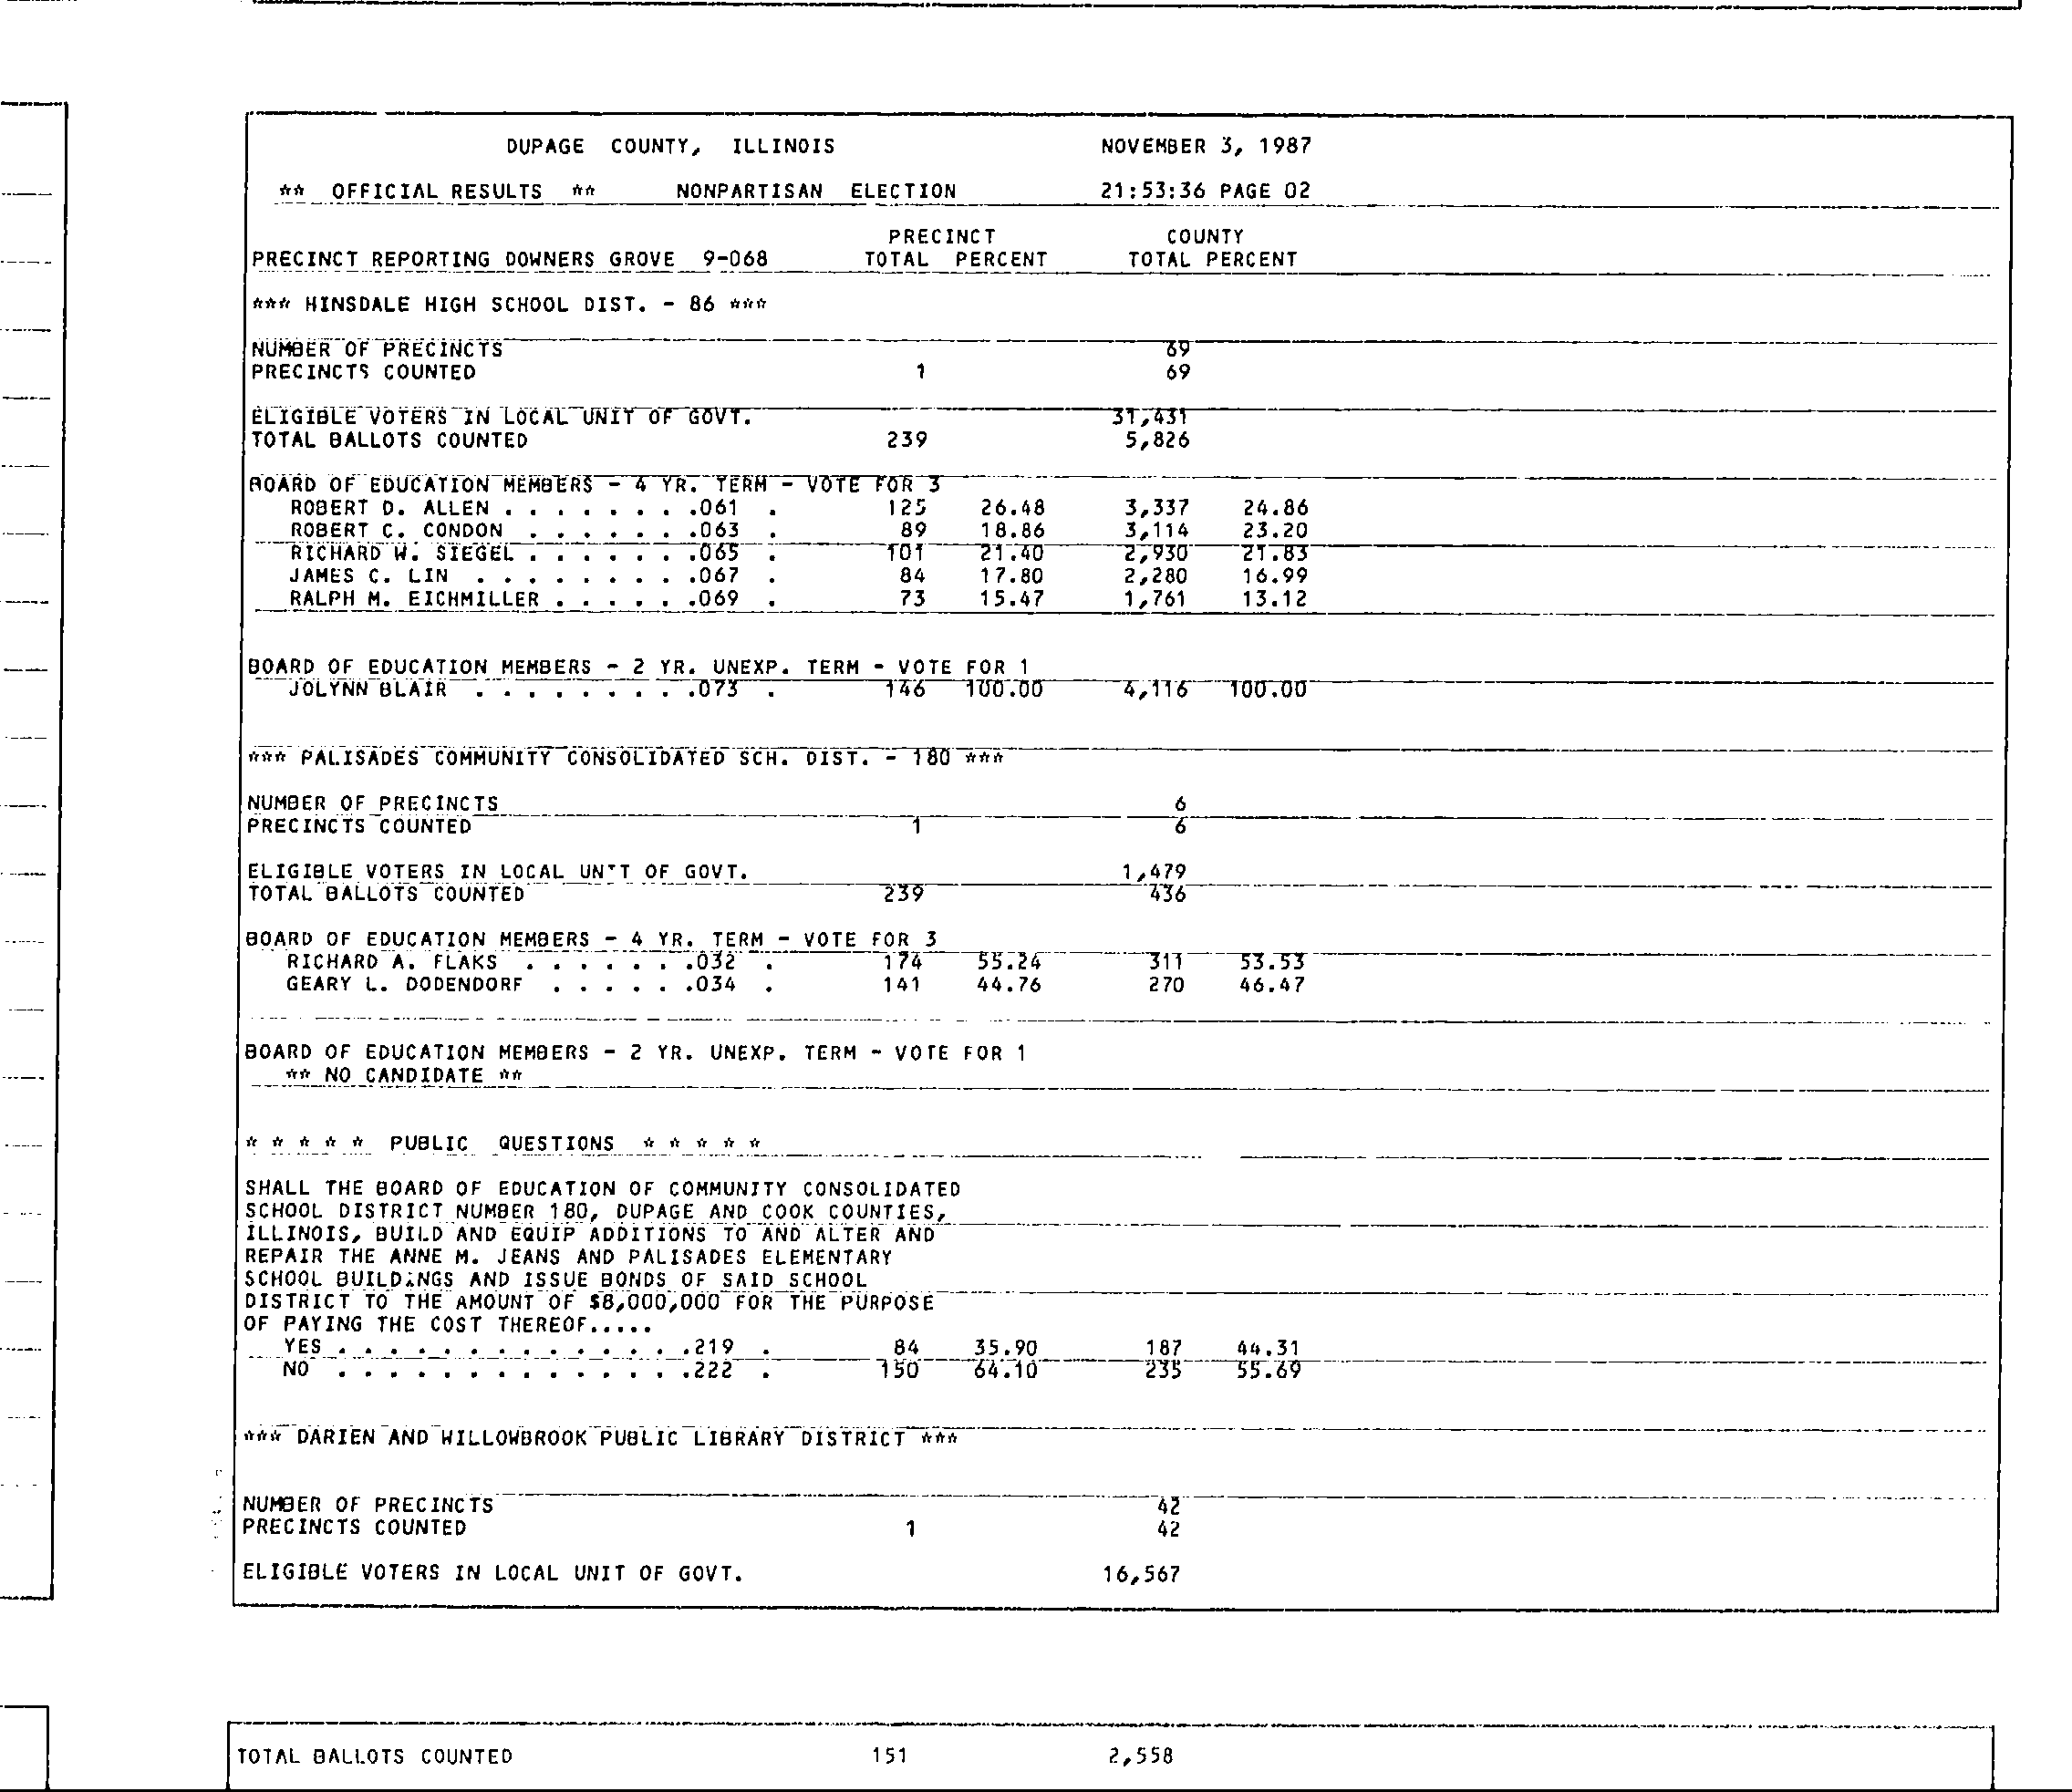 DUPAGE COUNTY, ILLINOIS NOVEMBER 3, 1987
** OFFICIAL RESULTS ** NONPARTISAN ELECTION 21:53:36 PAGE 02
PRECINCT COUNTY
PRECINCT REPORTING DOWNERS GROVE 9-068 TOTAL PERCENT TOTAL PERCENT
*** HINSDALE HIGH SCHOOL DIST. - 86 ***
NUMBER OF PRECINCTS 69
PRECINCTS COUNTED 1 69
ELIGIBLE VOTERS IN LOCAL UNIT OF GOVT. 31,431
TOTAL BALLOTS COUNTED 239 5,826
BOARD OF EDUCATION MEMBERS - 4 YR. TERM - VOTE FOR 3
ROBERT D. ALLEN . . . . . . . .061 . 125 26.48 3,337 24.86
ROBERT C. CONDON . . . . . . .063 . 89 18.86 3,114 23.20
RICHARD W. SIEGEL . . . . . . .065 . 101 21.40 2,930 21.83
JAMES C. LIN . . . . . . . . .067 . 84 17.80 2,280 16.99
RALPH M. EICHMILLER . . . . . .069 . 73 15.47 1,761 13.12
BOARD OF EDUCATION MEMBERS - 2 YR. UNEXP. TERM - VOTE FOR 1
JOLYNN BLAIR . . . . . . . . .073 . 146 100.00 4,116 100.00
*** PALISADES COMMUNITY CONSOLIDATED SCH. DIST. - 180 ***
NUMBER OF PRECINCTS 6
PRECINCTS COUNTED 1 6
ELIGIBLE VOTERS IN LOCAL UN'T OF GOVT. 1,479
TOTAL BALLOTS COUNTED 239 436
BOARD OF EDUCATION MEMBERS - 4 YR. TERM - VOTE FOR 3
RICHARD A. FLAKS . . . . . . .032 . 174 55.24 311 53.53
GEARY L. DODENDORF . . . . . .034 . 141 44.76 270 46.47
BOARD OF EDUCATION MEMBERS - 2 YR. UNEXP. TERM - VOTE FOR 1
** NO CANDIDATE **
* * * * * PUBLIC QUESTIONS * * * * *
SHALL THE BOARD OF EDUCATION OF COMMUNITY CONSOLIDATED
SCHOOL DISTRICT NUMBER 180, DUPAGE AND COOK COUNTIES,
ILLINOIS, BUILD AND EQUIP ADDITIONS TO AND ALTER AND
REPAIR THE ANNE M. JEANS AND PALISADES ELEMENTARY
SCHOOL BUILDINGS AND ISSUE BONDS OF SAID SCHOOL
DISTRICT TO THE AMOUNT OF $8,000,000 FOR THE PURPOSE
OF PAYING THE COST THEREOF.....
YES . . . . . . . . . . . . . .219 . 84 35.90 187 44.31
NO . . . . . . . . . . . . . .222 . 150 64.10 235 55.69
*** DARIEN AND WILLOWBROOK PUBLIC LIBRARY DISTRICT ***
NUMBER OF PRECINCTS 42
PRECINCTS COUNTED 1 42
ELIGIBLE VOTERS IN LOCAL UNIT OF GOVT. 16,567
TOTAL BALLOTS COUNTED 151 2,558